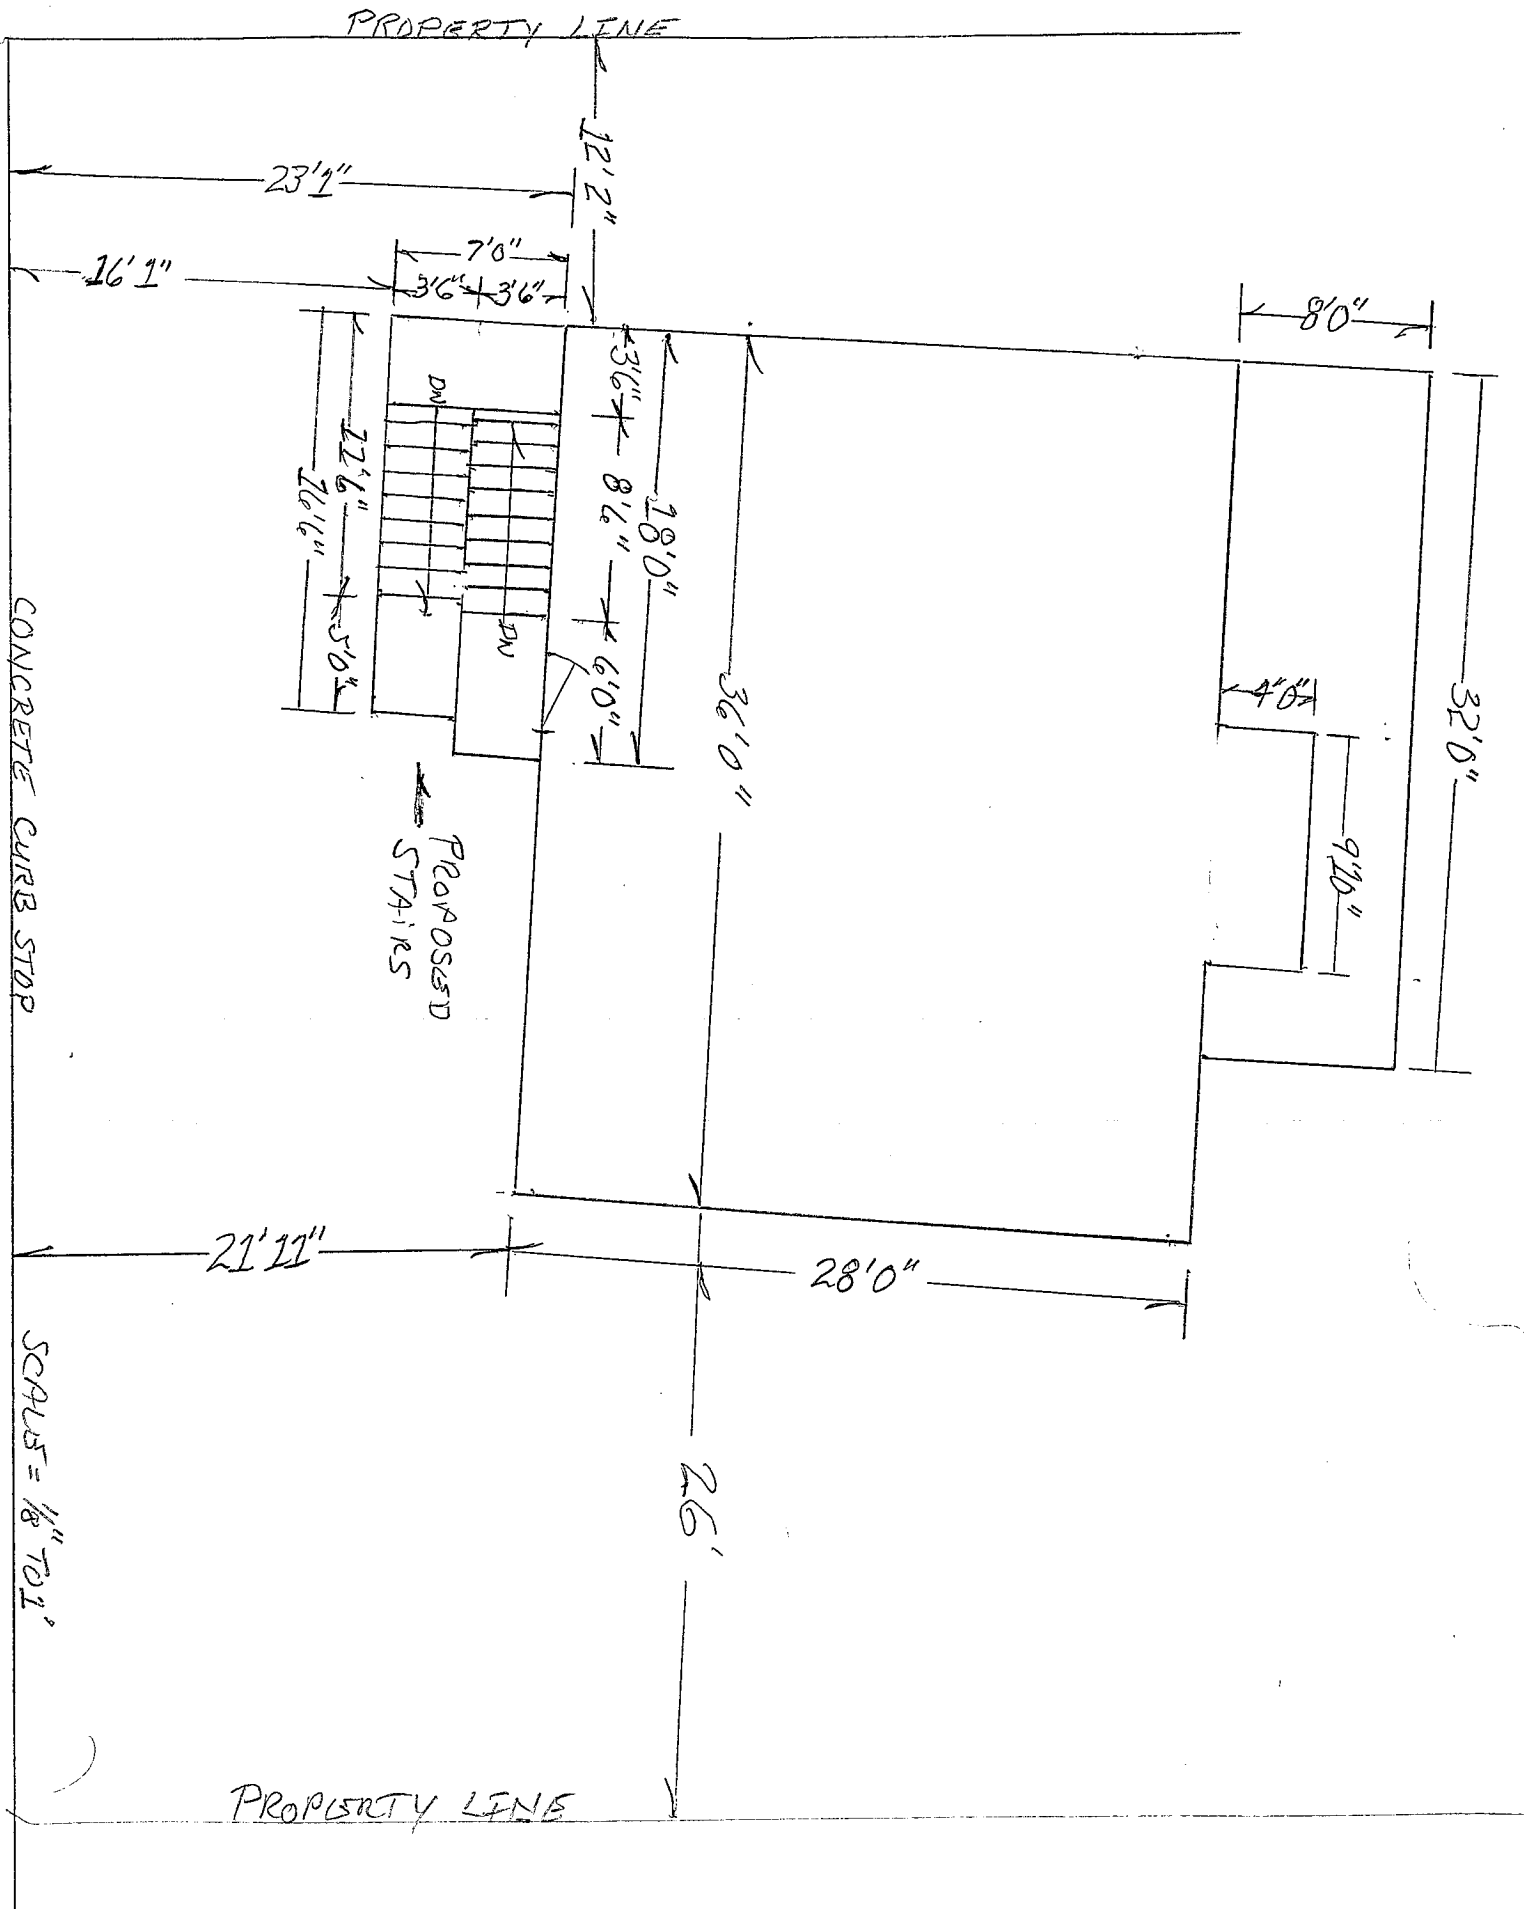 PROPERTY LINE
12'2"
23'1"
7'0"
16'1"
3'6"
3'6"
8'0"
3'6"
DN
11'6"
16'6"
8'6"
18'0"
DN
5'0"
6'0"
36'0"
4'0"
32'6"
9'10"
CONCRETE CURB STOP
PROPOSED
STAIRS
21'11"
28'0"
26'
SCALE = 1/8" TO 1'
PROPERTY LINE